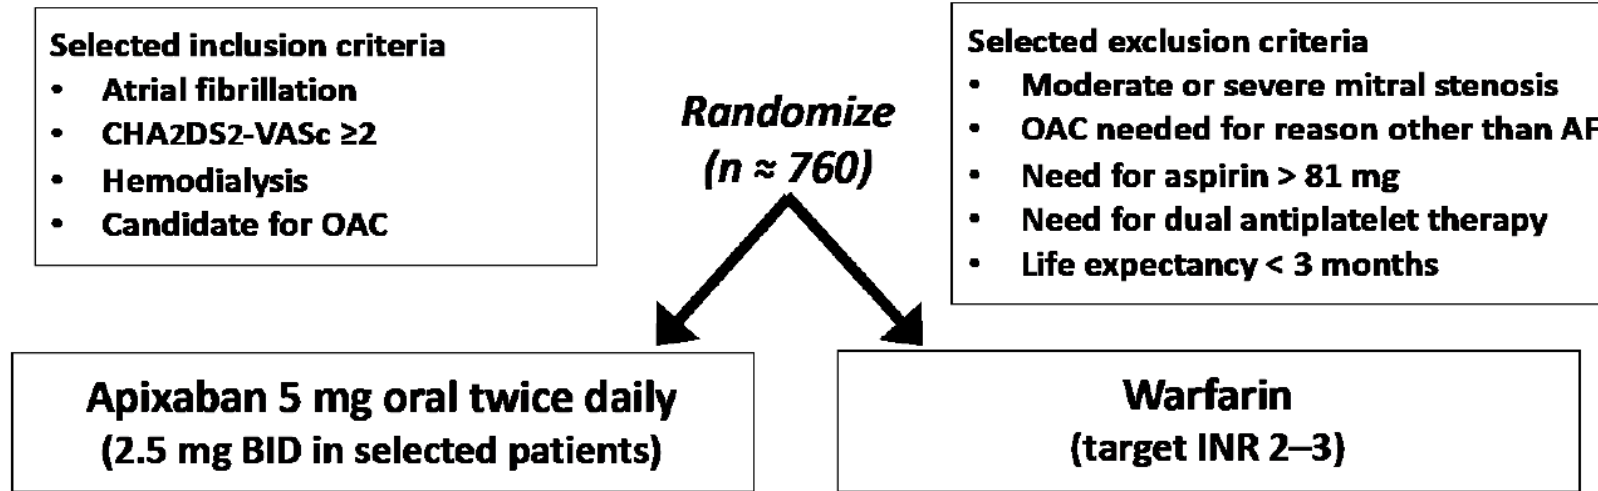 Selected inclusion criteria
• Atrial fibrillation
• CHA2DS2-VASc ≥2
• Hemodialysis
• Candidate for OAC
Randomize
(n ≈ 760)
Selected exclusion criteria
• Moderate or severe mitral stenosis
• OAC needed for reason other than AF
• Need for aspirin > 81 mg
• Need for dual antiplatelet therapy
• Life expectancy < 3 months
Apixaban 5 mg oral twice daily
(2.5 mg BID in selected patients)
Warfarin
(target INR 2–3)